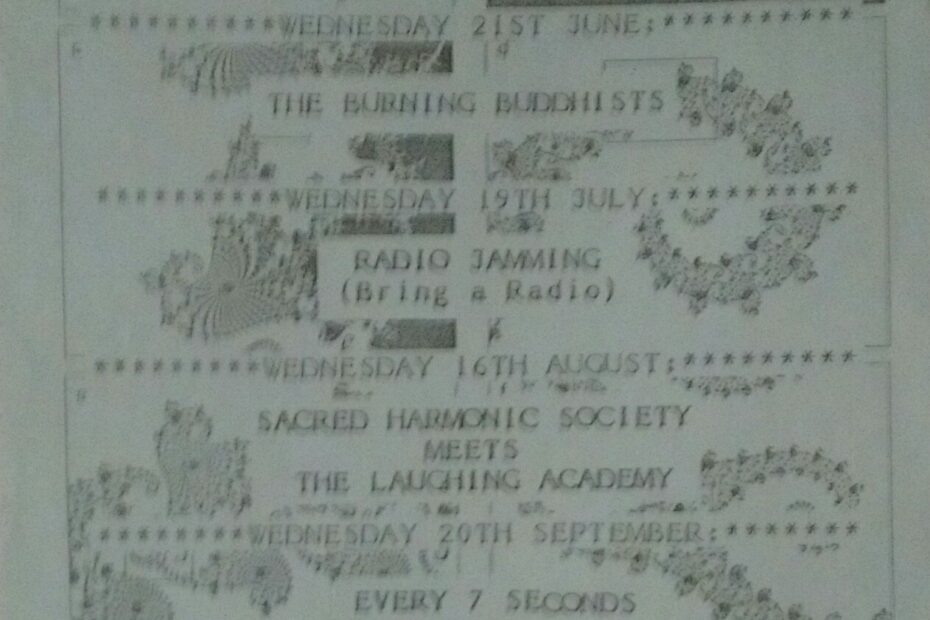 **********WEDNESDAY 21ST JUNE:**********
THE BURNING BUDDHISTS
**********WEDNESDAY 19TH JULY:**********
RADIO JAMMING
(Bring a Radio)
*********WEDNESDAY 16TH AUGUST:*********
SACRED HARMONIC SOCIETY
MEETS
THE LAUGHING ACADEMY
********WEDNESDAY 20TH SEPTEMBER:*******
EVERY 7 SECONDS